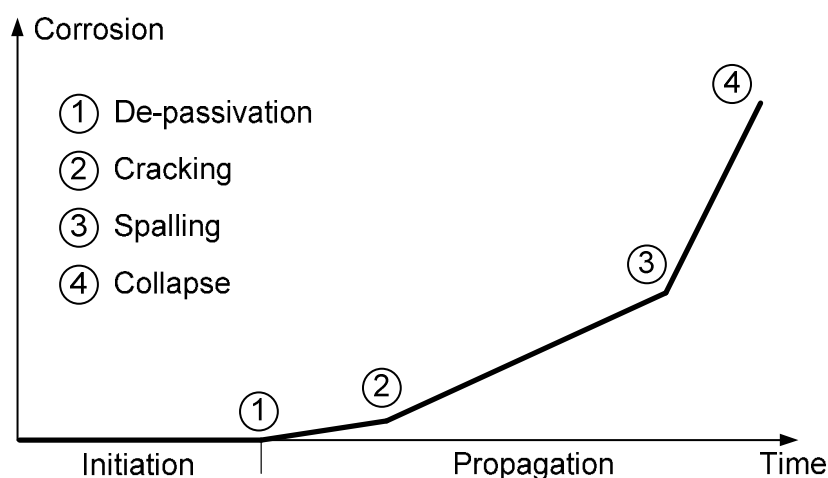 Corrosion
1 De-passivation
2 Cracking
3 Spalling
4 Collapse
4
3
2
1
Initiation Propagation Time